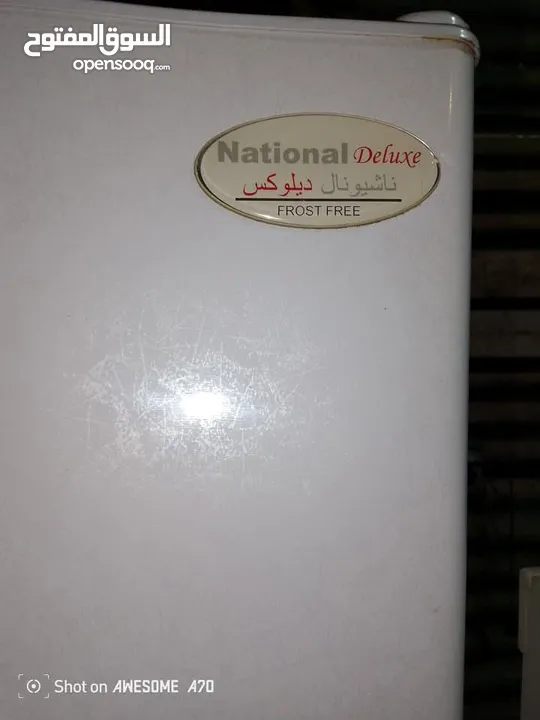 السوق المفتوح
opensooq.com
National Deluxe
ناشيونال ديلوكس
FROST FREE
Shot on AWESOME A70